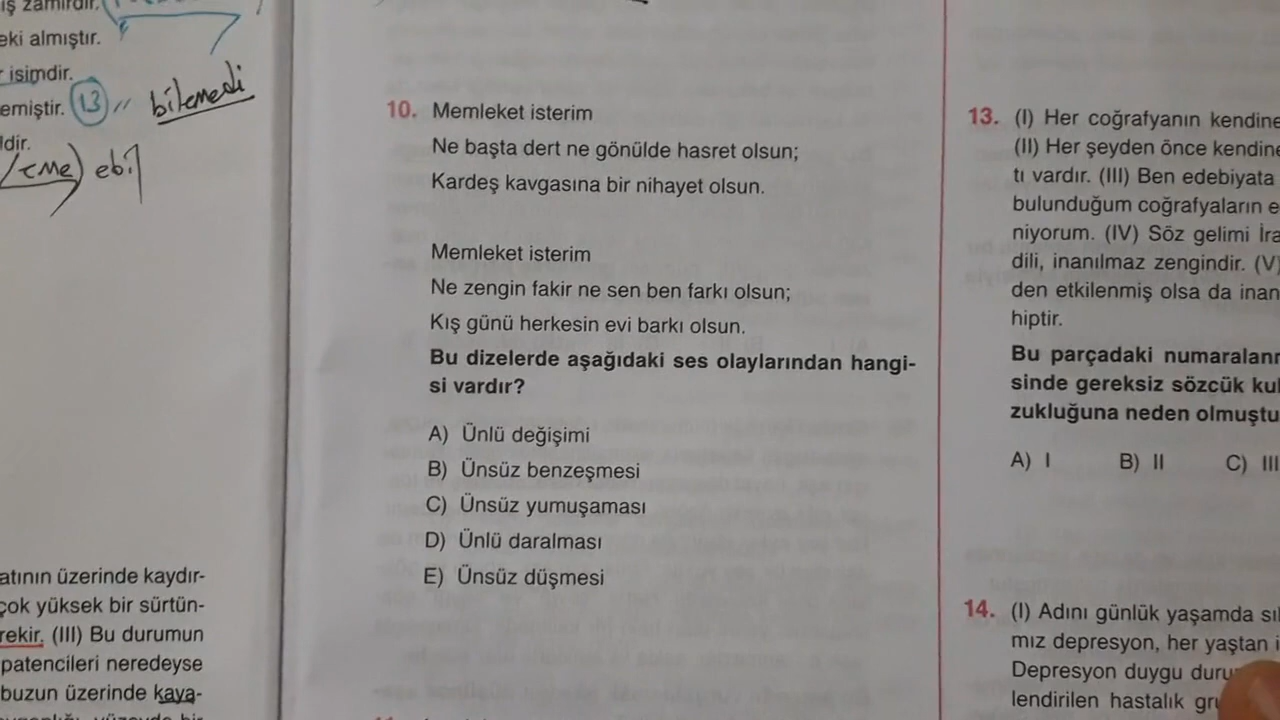 iş zamirdir.
eki almıştır.
isimdir.
emiştir. 13 // bilemedi
ldir.
eme) ebil
atının üzerinde kaydır-
çok yüksek bir sürtün-
rekir. (III) Bu durumun
patencileri neredeyse
buzun üzerinde kaya-
10. Memleket isterim
Ne başta dert ne gönülde hasret olsun;
Kardeş kavgasına bir nihayet olsun.
Memleket isterim
Ne zengin fakir ne sen ben farkı olsun;
Kış günü herkesin evi barkı olsun.
Bu dizelerde aşağıdaki ses olaylarından hangi-
si vardır?
A) Ünlü değişimi
B) Ünsüz benzeşmesi
C) Ünsüz yumuşaması
D) Ünlü daralması
E) Ünsüz düşmesi
13. (I) Her coğrafyanın kendine
(II) Her şeyden önce kendine
tı vardır. (III) Ben edebiyata
bulunduğum coğrafyaların e
niyorum. (IV) Söz gelimi İra
dili, inanılmaz zengindir. (V)
den etkilenmiş olsa da inan
hiptir.
Bu parçadaki numaralanr
sinde gereksiz sözcük kul
zukluğuna neden olmuştu
A) I B) II C) III
14. (I) Adını günlük yaşamda sı
mız depresyon, her yaştan i
Depresyon duygu duru
lendirilen hastalık gru